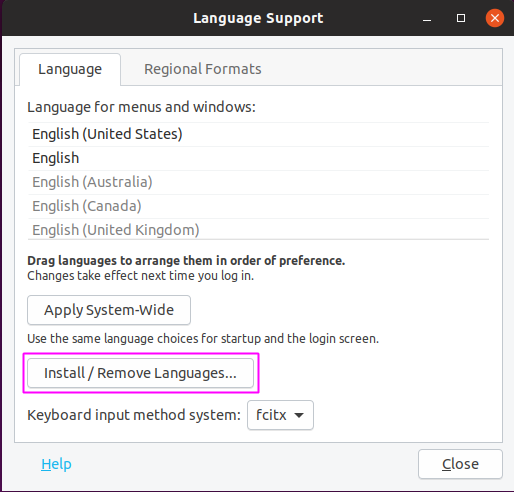 Language Support
Language
Regional Formats
Language for menus and windows:
English (United States)
English
English (Australia)
English (Canada)
English (United Kingdom)
Drag languages to arrange them in order of preference.
Changes take effect next time you log in.
Apply System-Wide
Use the same language choices for startup and the login screen.
Install / Remove Languages...
Keyboard input method system: fcitx
Help
Close